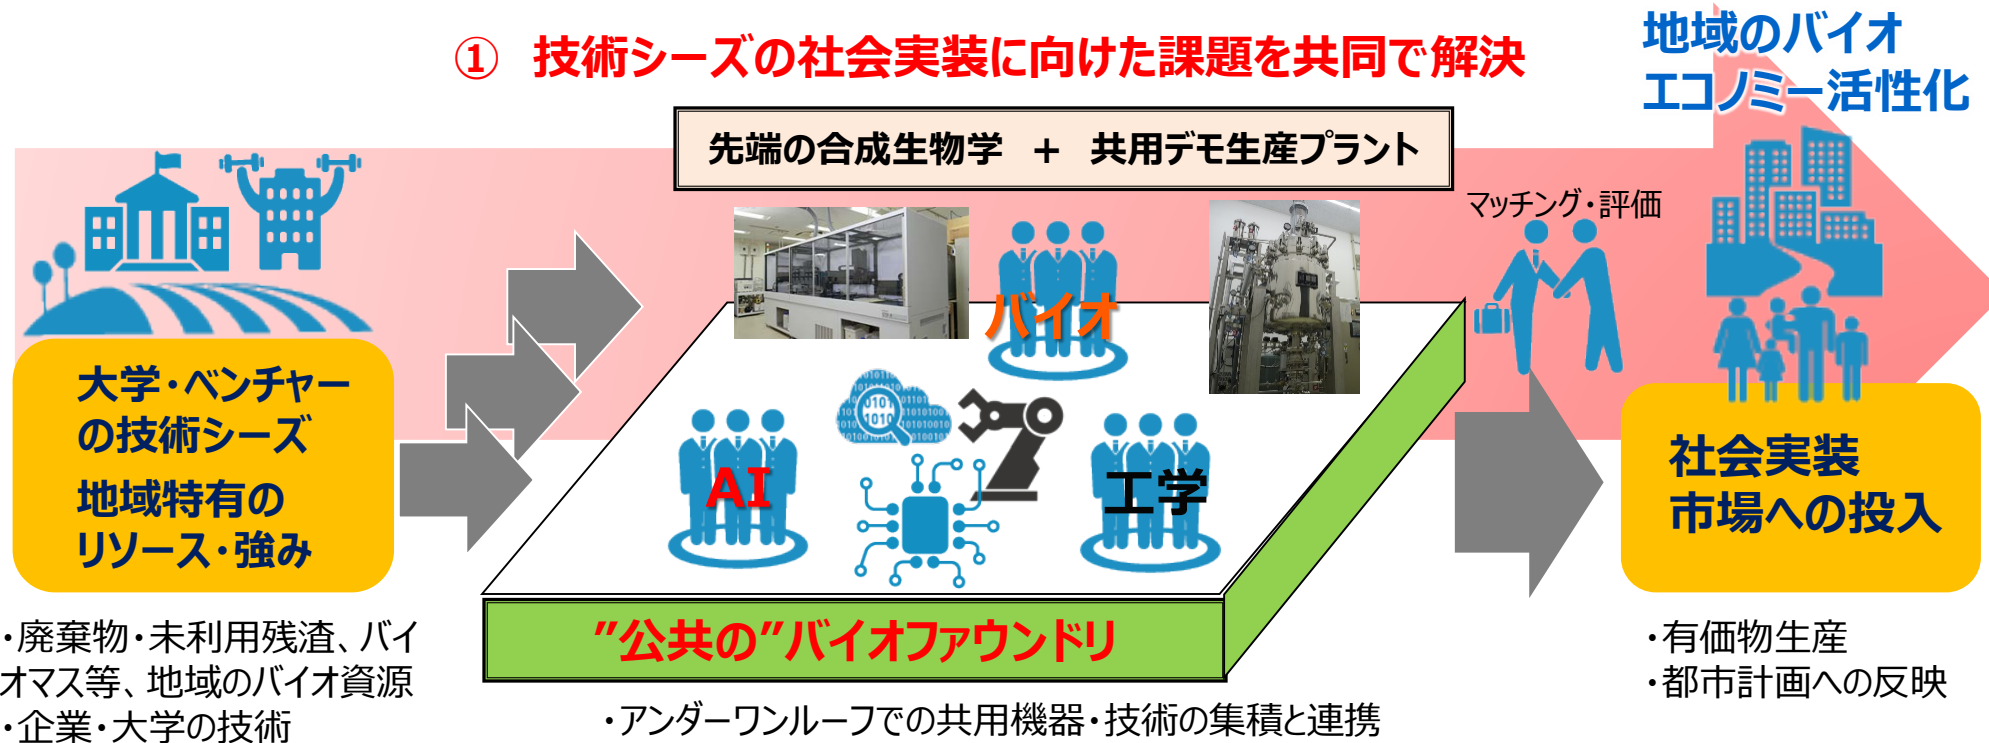 ① 技術シーズの社会実装に向けた課題を共同で解決
地域のバイオ
エコノミー活性化
先端の合成生物学 + 共用デモ生産プラント
マッチング・評価
バイオ
AI
工学
大学・ベンチャー
の技術シーズ
地域特有の
リソース・強み
社会実装
市場への投入
”公共の”バイオファウンドリ
・廃棄物・未利用残渣、バイ
オマス等、地域のバイオ資源
・企業・大学の技術
・アンダーワンルーフでの共用機器・技術の集積と連携
・有価物生産
・都市計画への反映